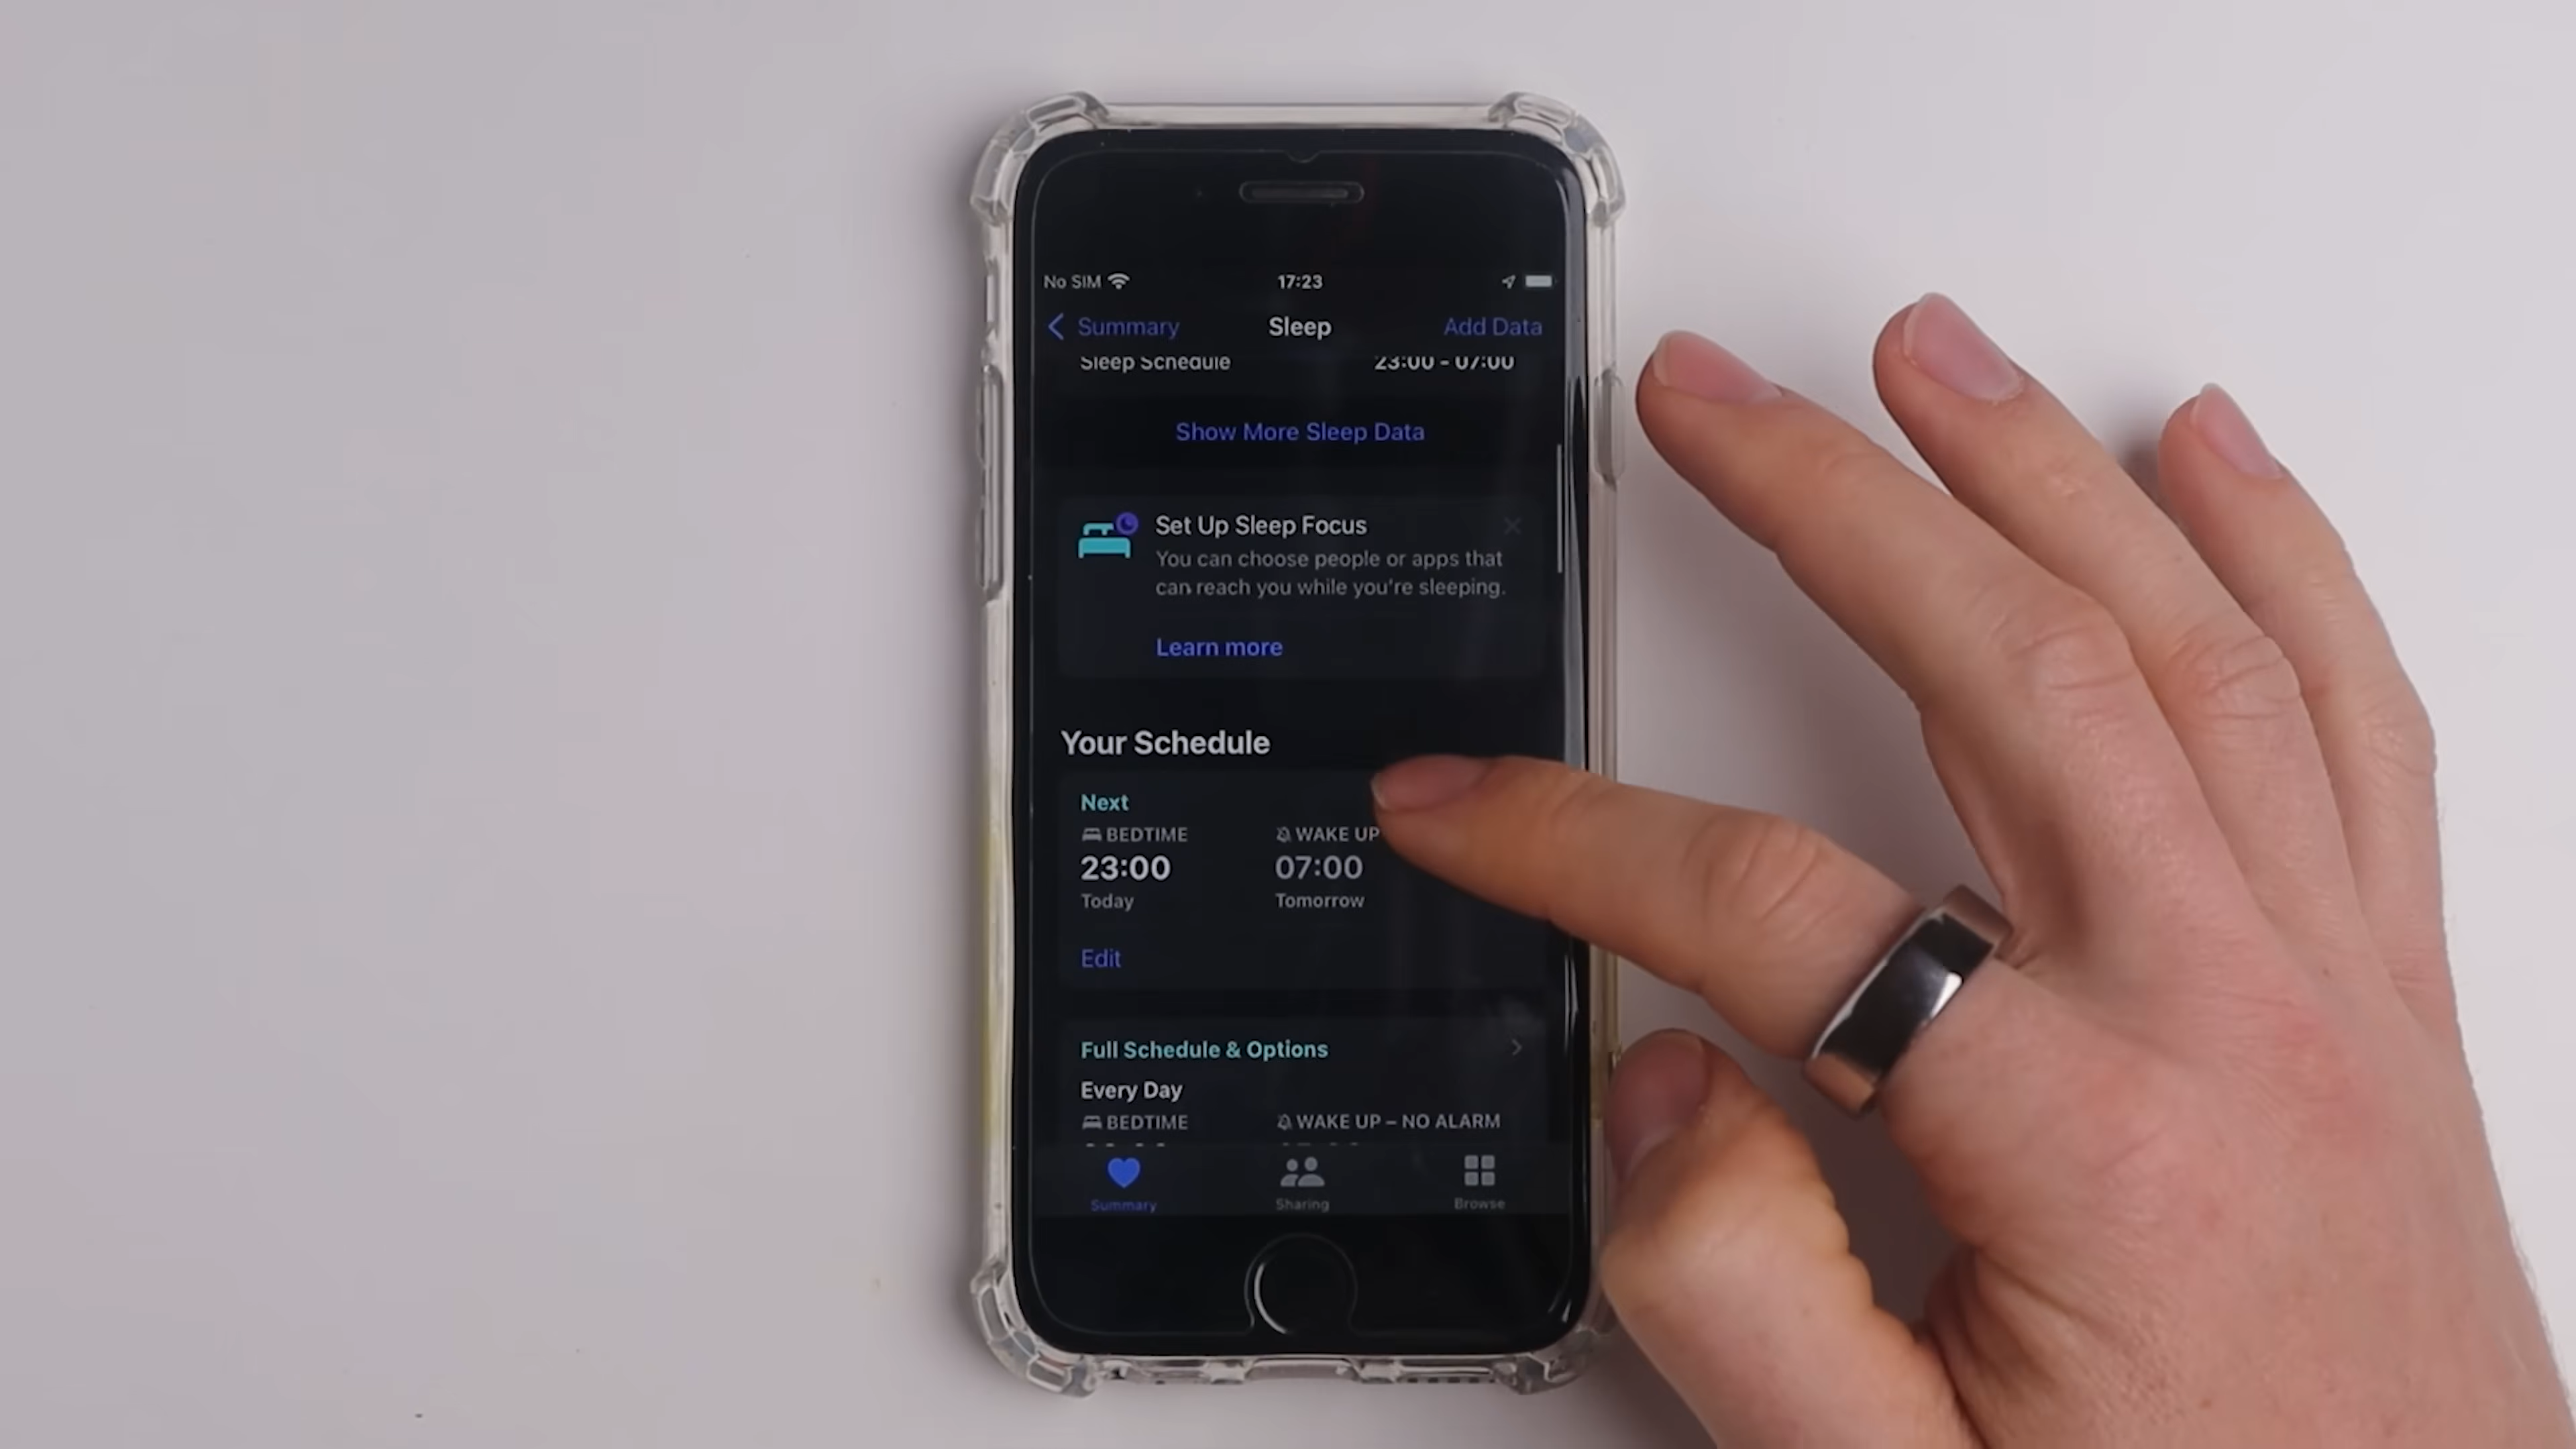 No SIM 17:23
Summary Sleep Add Data
Sleep Schedule 23:00 - 07:00
Show More Sleep Data
Set Up Sleep Focus
You can choose people or apps that
can reach you while you're sleeping.
Learn more
Your Schedule
Next
BEDTIME WAKE UP
23:00 07:00
Today Tomorrow
Edit
Full Schedule & Options
Every Day
BEDTIME WAKE UP – NO ALARM
Summary Sharing Browse